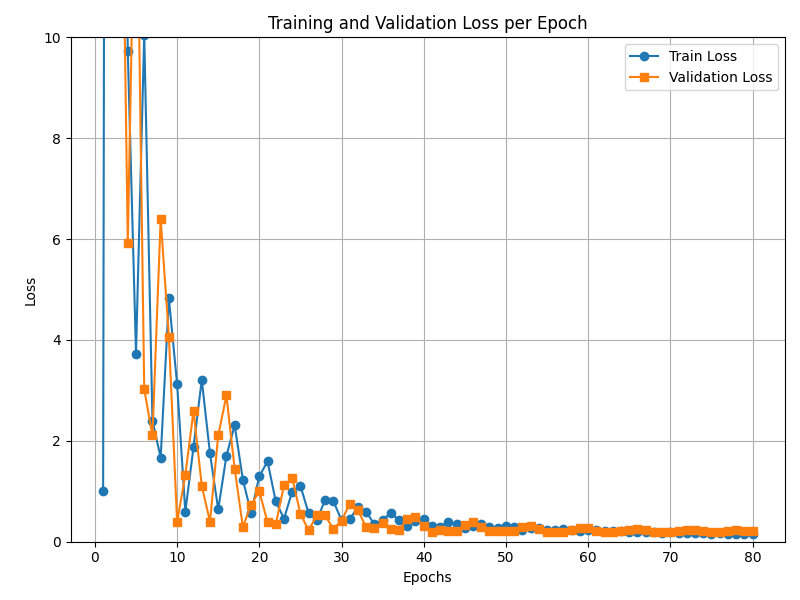 Training and Validation Loss per Epoch
Train Loss
Validation Loss
Loss
10
8
6
4
2
0
0 10 20 30 40 50 60 70 80
Epochs